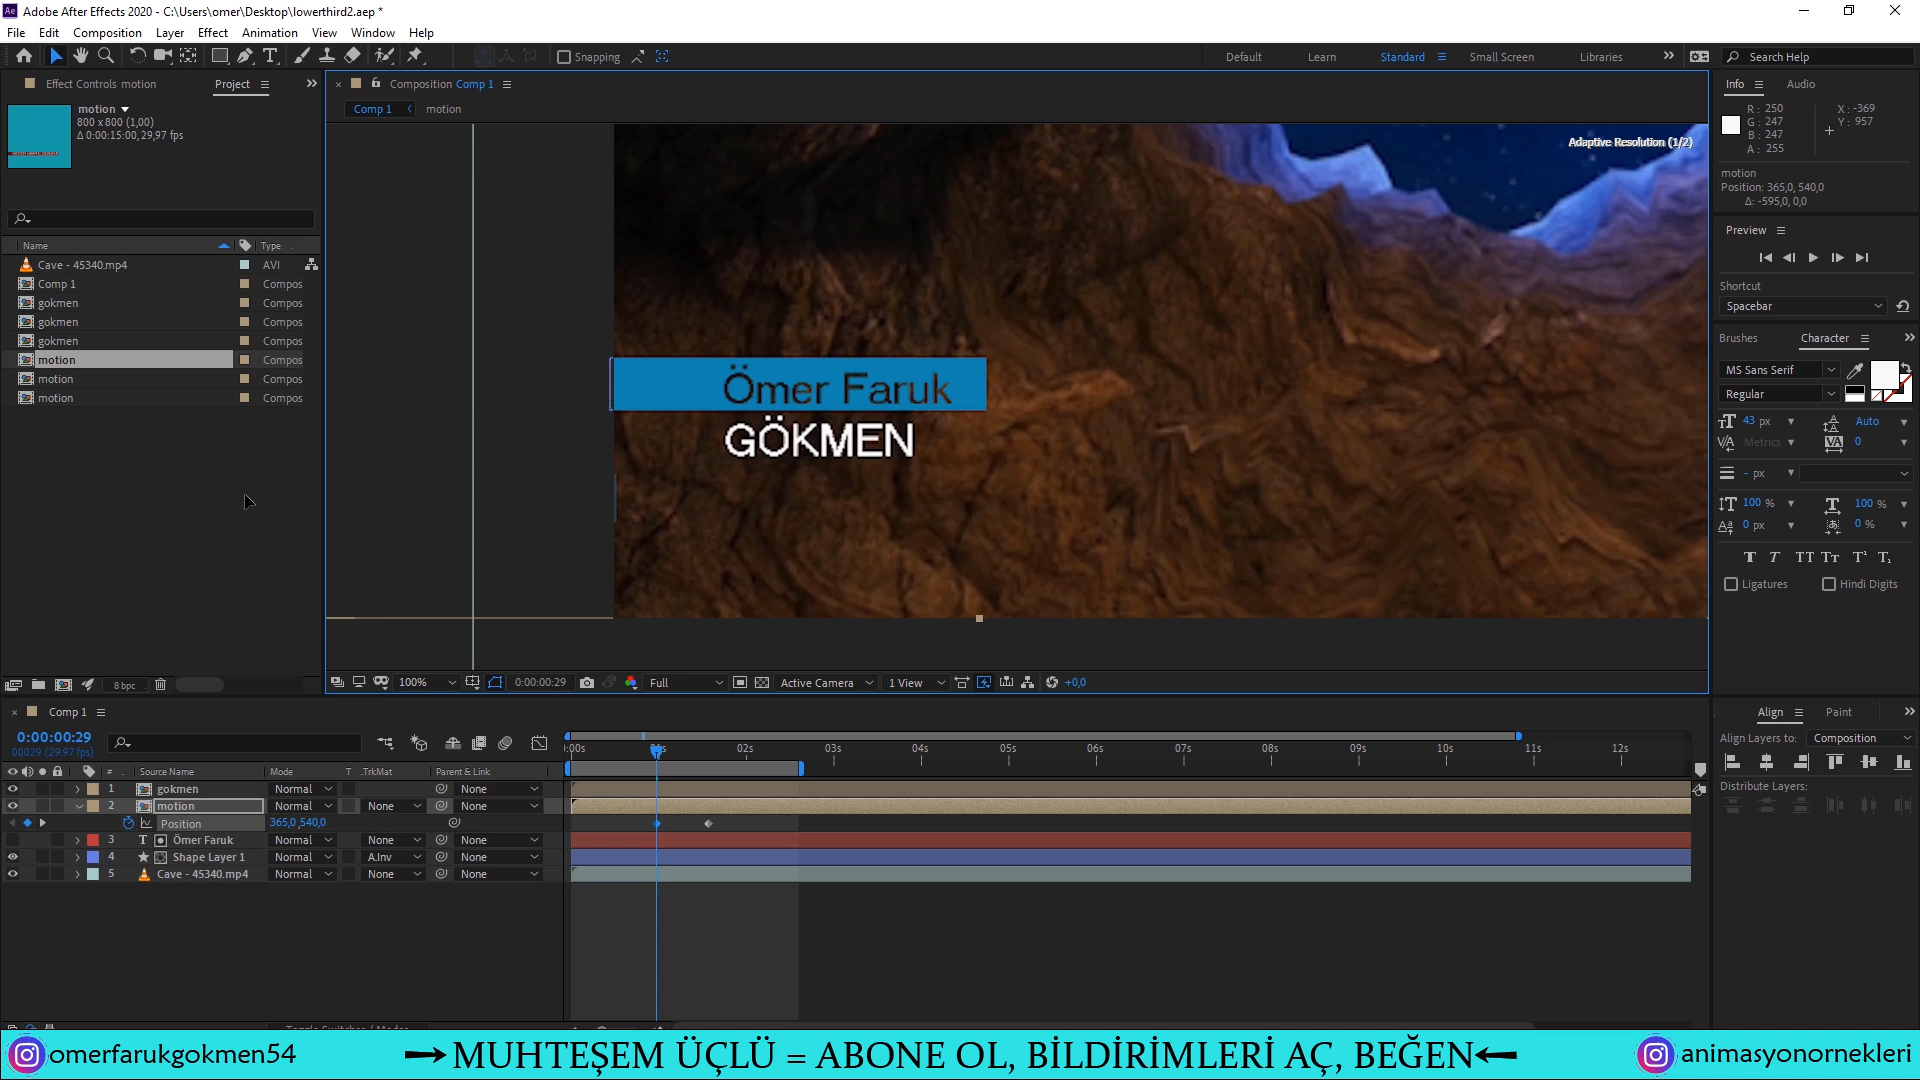 Adobe After Effects 2020 - C:\Users\omer\Desktop\lowerthird2.aep *
File Edit Composition Layer Effect Animation View Window Help
Snapping
Default Learn Standard Small Screen Libraries
Search Help
Effect Controls motion
Project
motion
800 x 800 (1,00)
Δ 0:00:15:00, 29,97 fps
Name Type
Cave - 45340.mp4 AVI
Comp 1 Compos
gokmen Compos
gokmen Compos
gokmen Compos
motion Compos
motion Compos
motion Compos
8 bpc
Composition Comp 1
Comp 1 motion
Adaptive Resolution (1/2)
Ömer Faruk
GÖKMEN
100% 0:00:00:29 Full Active Camera 1 View +0,0
Info Audio
R: 250
G: 247
B: 247
A: 255
X: -369
Y: 957
motion
Position: 365,0, 540,0
Δ: -595,0, 0,0
Preview
Shortcut
Spacebar
Brushes Character
MS Sans Serif
Regular
43 px Auto
Metrics 0
- px
100 % 100 %
0 px 0 %
Ligatures Hindi Digits
Align Paint
Align Layers to: Composition
Distribute Layers:
Comp 1
0:00:00:29
00029 (29.97 fps)
# Source Name Mode T .TrkMat Parent & Link
1 gokmen Normal None
2 motion Normal None None
Position 365,0,540,0
3 T Ömer Faruk Normal None None
4 Shape Layer 1 Normal A.Inv None
5 Cave - 45340.mp4 Normal None None
:00s 02s 03s 04s 05s 06s 07s 08s 09s 10s 11s 12s
omerfarukgokmen54
MUHTEŞEM ÜÇLÜ = ABONE OL, BİLDİRİMLERİ AÇ, BEĞEN
animasyonornekleri